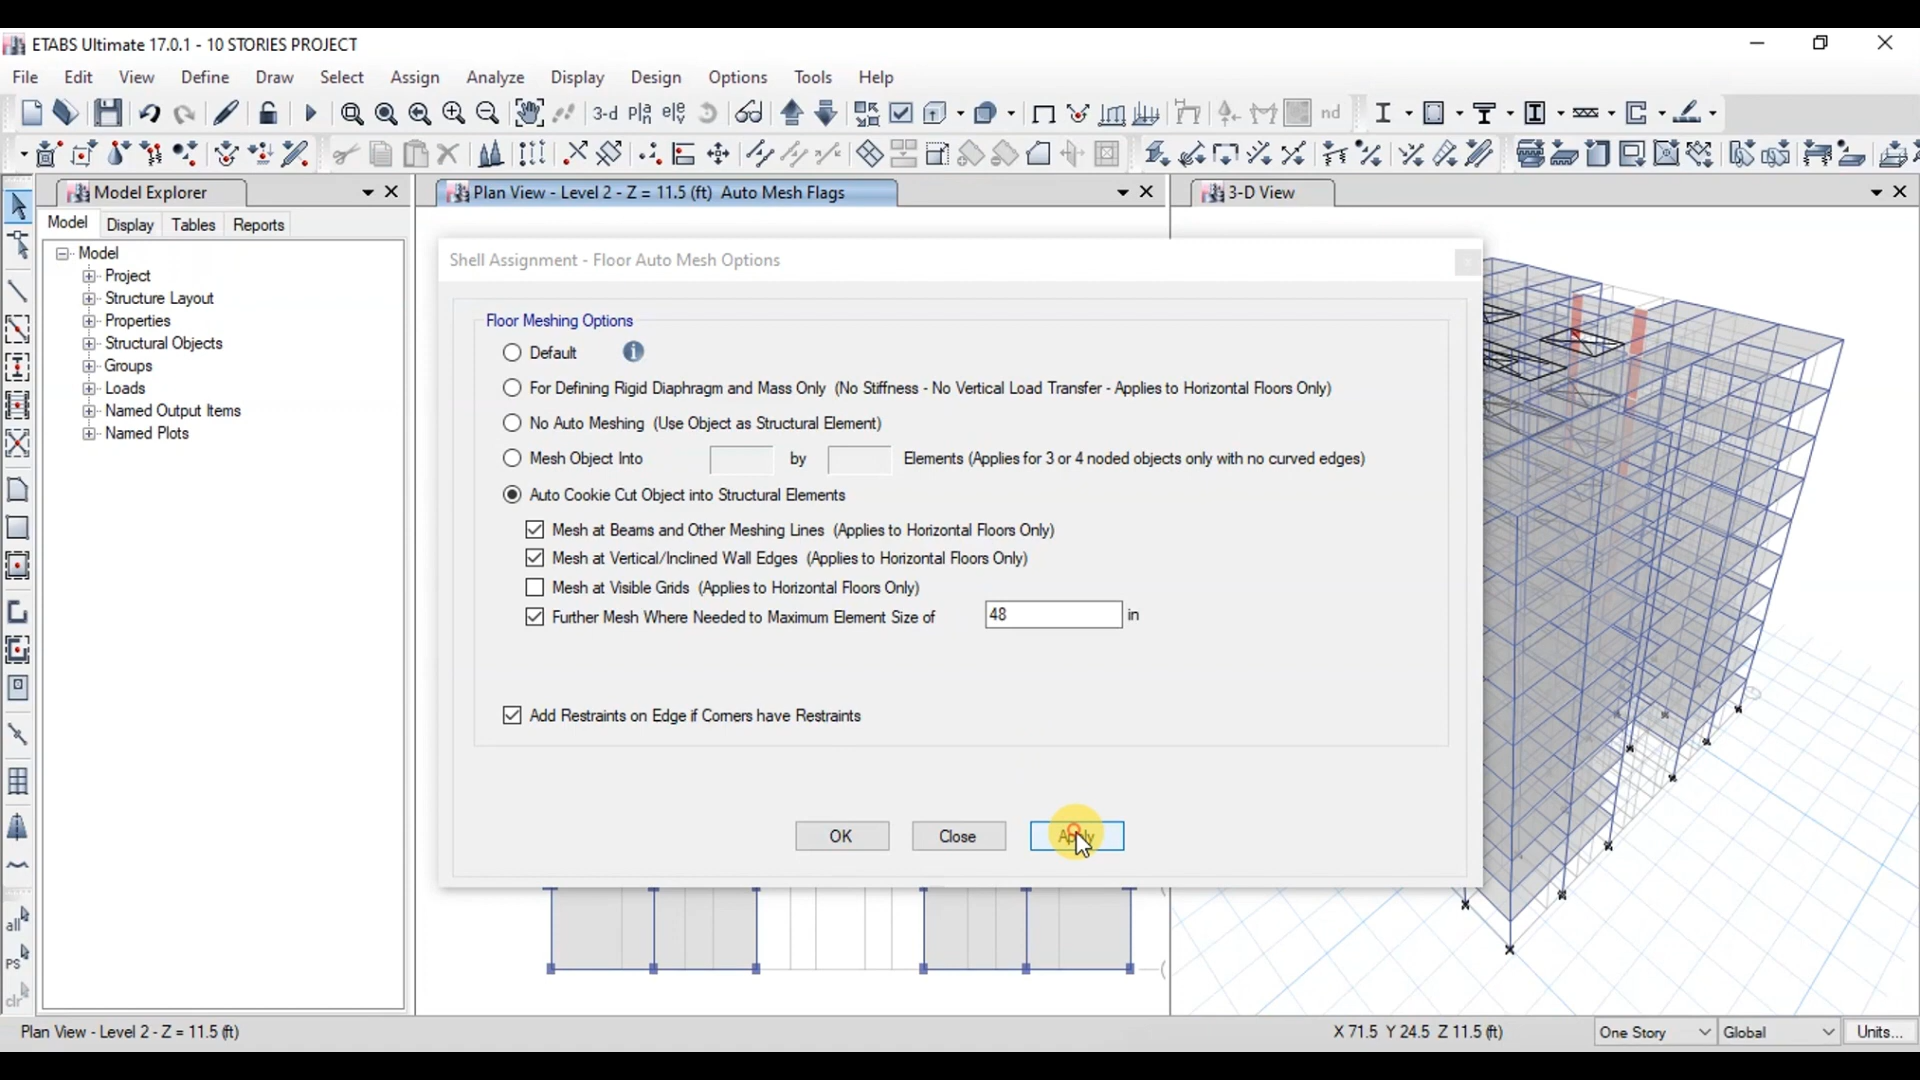 ETABS Ultimate 17.0.1 - 10 STORIES PROJECT
File Edit View Define Draw Select Assign Analyze Display Design Options Tools Help
3-d plan elev nd
Model Explorer
Plan View - Level 2 - Z = 11.5 (ft) Auto Mesh Flags
3-D View
Model Display Tables Reports
Model
Project
Structure Layout
Properties
Structural Objects
Groups
Loads
Named Output Items
Named Plots
Shell Assignment - Floor Auto Mesh Options
Floor Meshing Options
Default
For Defining Rigid Diaphragm and Mass Only (No Stiffness - No Vertical Load Transfer - Applies to Horizontal Floors Only)
No Auto Meshing (Use Object as Structural Element)
Mesh Object Into by Elements (Applies for 3 or 4 noded objects only with no curved edges)
Auto Cookie Cut Object into Structural Elements
Mesh at Beams and Other Meshing Lines (Applies to Horizontal Floors Only)
Mesh at Vertical/Inclined Wall Edges (Applies to Horizontal Floors Only)
Mesh at Visible Grids (Applies to Horizontal Floors Only)
Further Mesh Where Needed to Maximum Element Size of 48 in
Add Restraints on Edge if Corners have Restraints
OK Close Apply
all
PS
clr
Plan View - Level 2 - Z = 11.5 (ft)
X 71.5 Y 24.5 Z 11.5 (ft)
One Story Global Units...